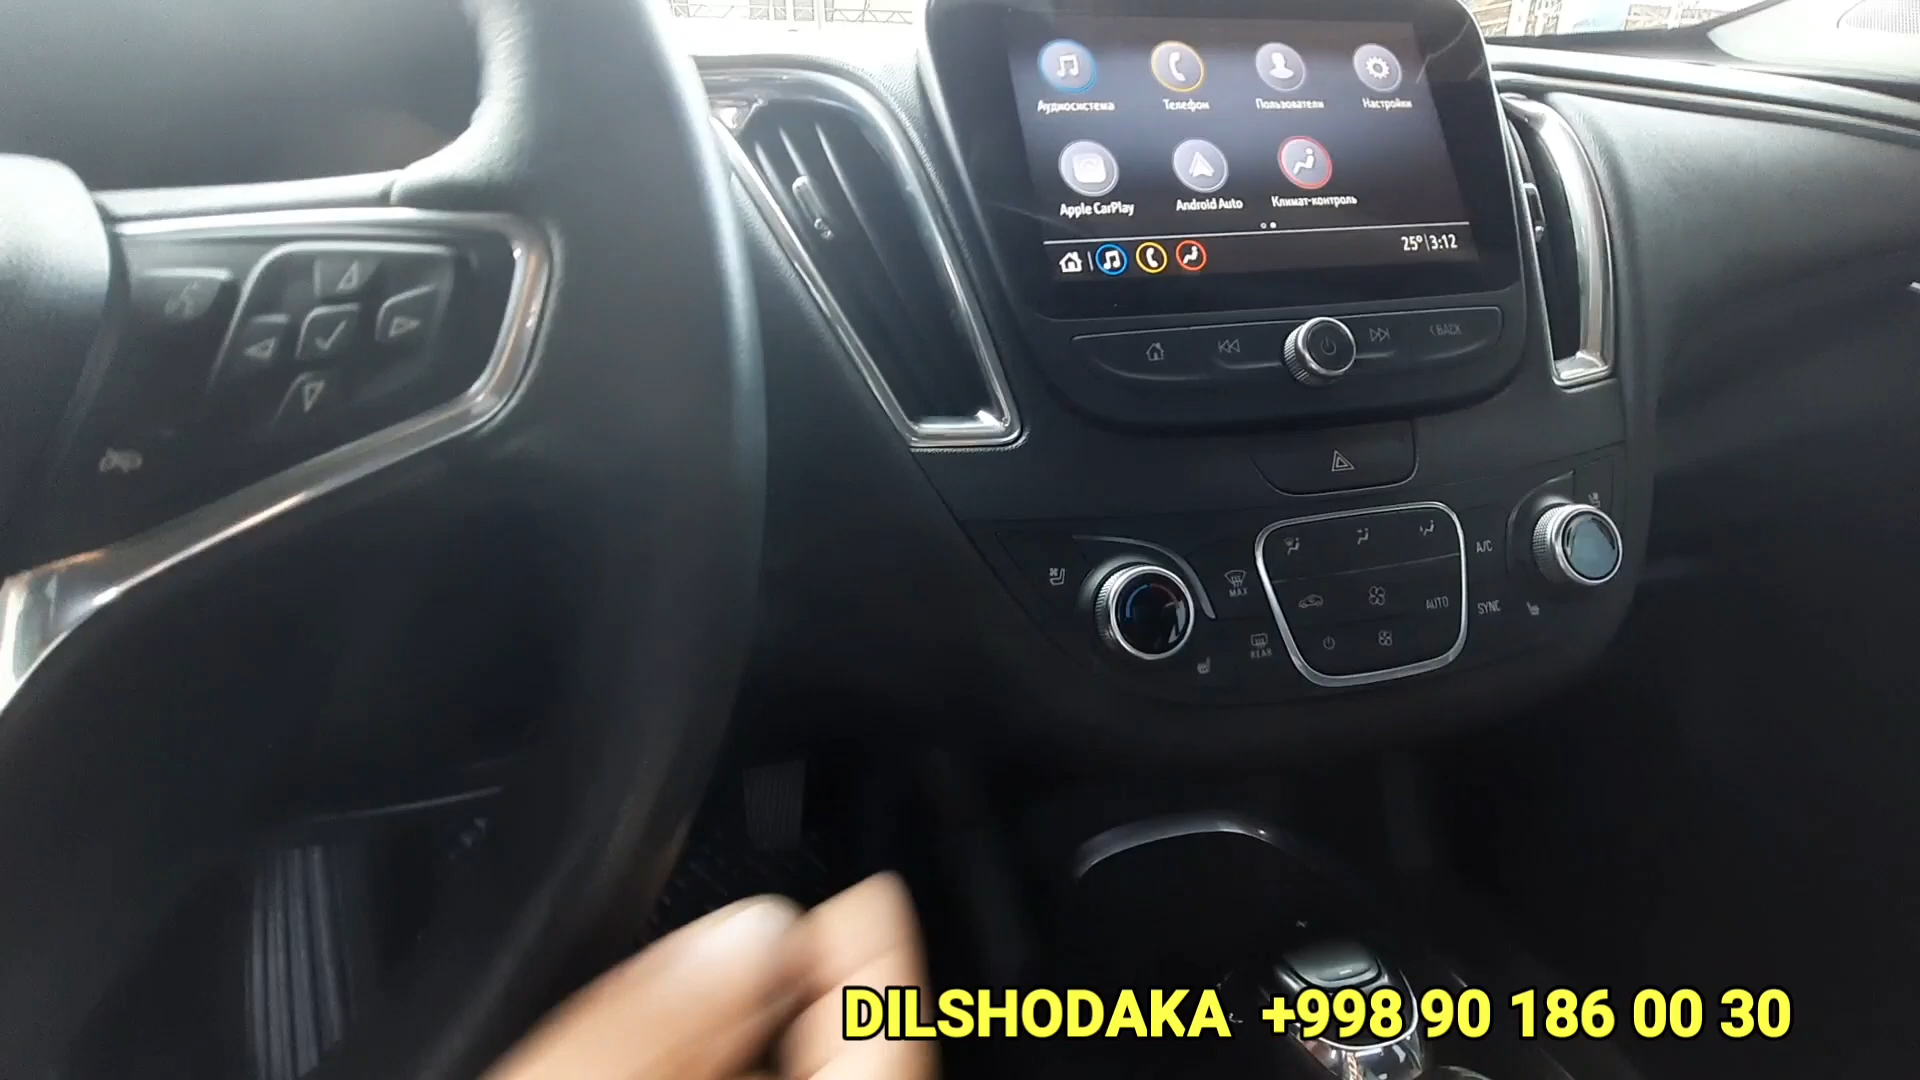 Аудиосистема Телефон Пользователи Настройки
Apple CarPlay Android Auto Климат-контроль
25° 3:12
BACK
A/C
MAX
AUTO SYNC
REAR
DILSHODAKA +998 90 186 00 30